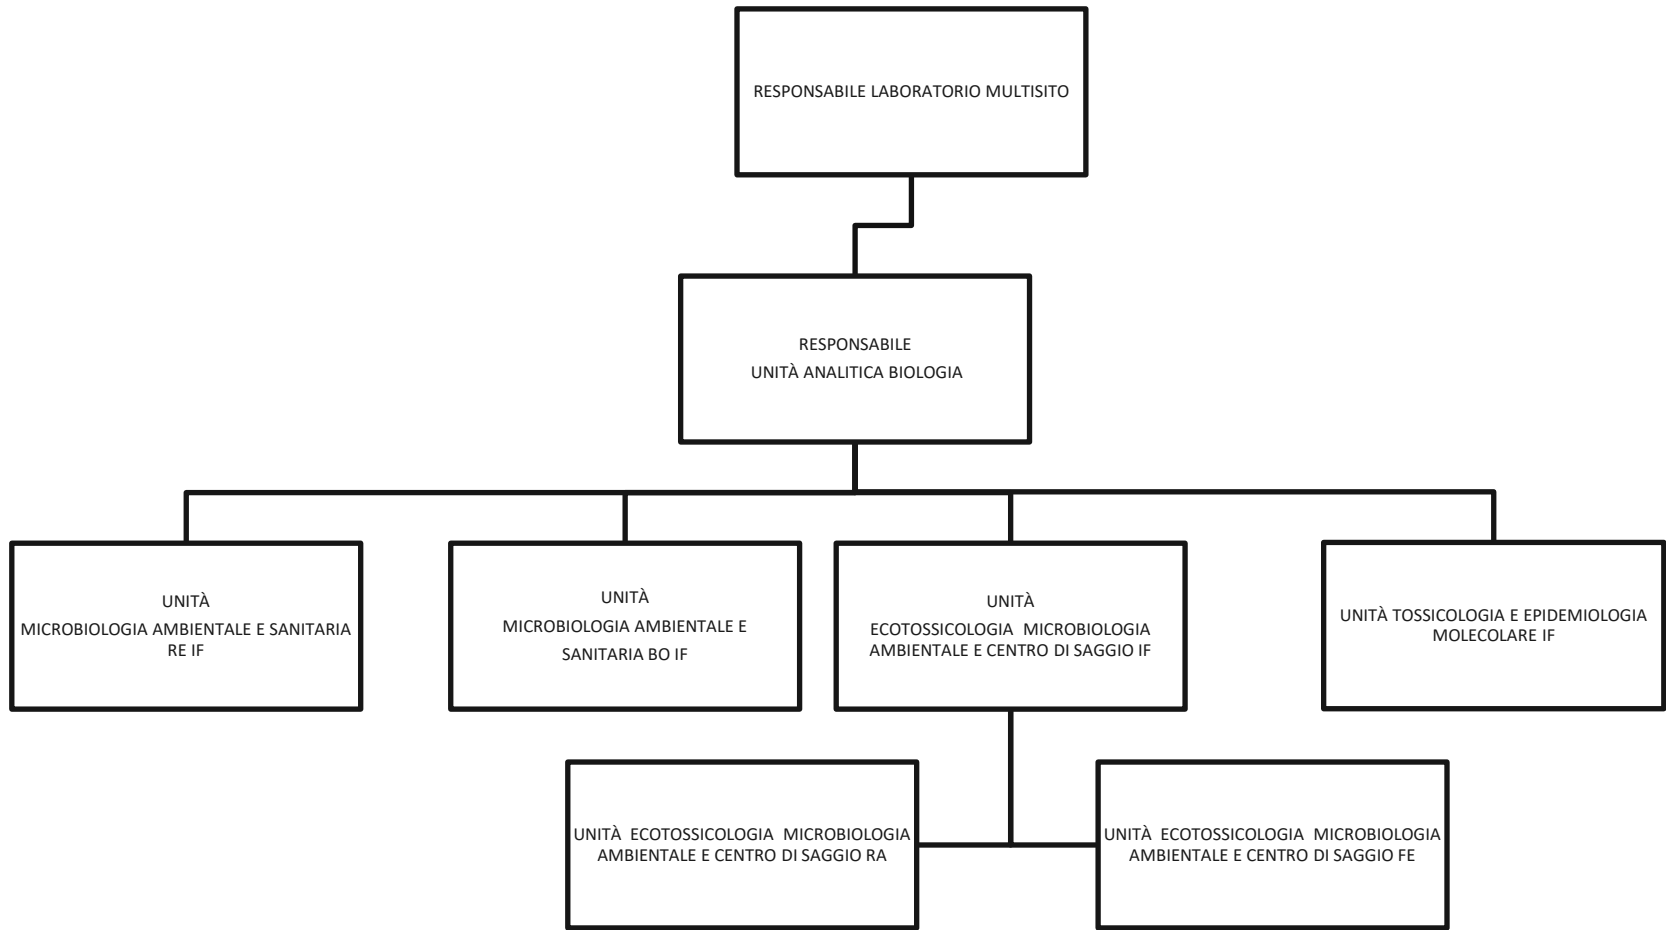 RESPONSABILE LABORATORIO MULTISITO
RESPONSABILE
UNITÀ ANALITICA BIOLOGIA
UNITÀ
MICROBIOLOGIA AMBIENTALE E SANITARIA
RE IF
UNITÀ
MICROBIOLOGIA AMBIENTALE E
SANITARIA BO IF
UNITÀ
ECOTOSSICOLOGIA MICROBIOLOGIA
AMBIENTALE E CENTRO DI SAGGIO IF
UNITÀ TOSSICOLOGIA E EPIDEMIOLOGIA
MOLECOLARE IF
UNITÀ ECOTOSSICOLOGIA MICROBIOLOGIA
AMBIENTALE E CENTRO DI SAGGIO RA
UNITÀ ECOTOSSICOLOGIA MICROBIOLOGIA
AMBIENTALE E CENTRO DI SAGGIO FE